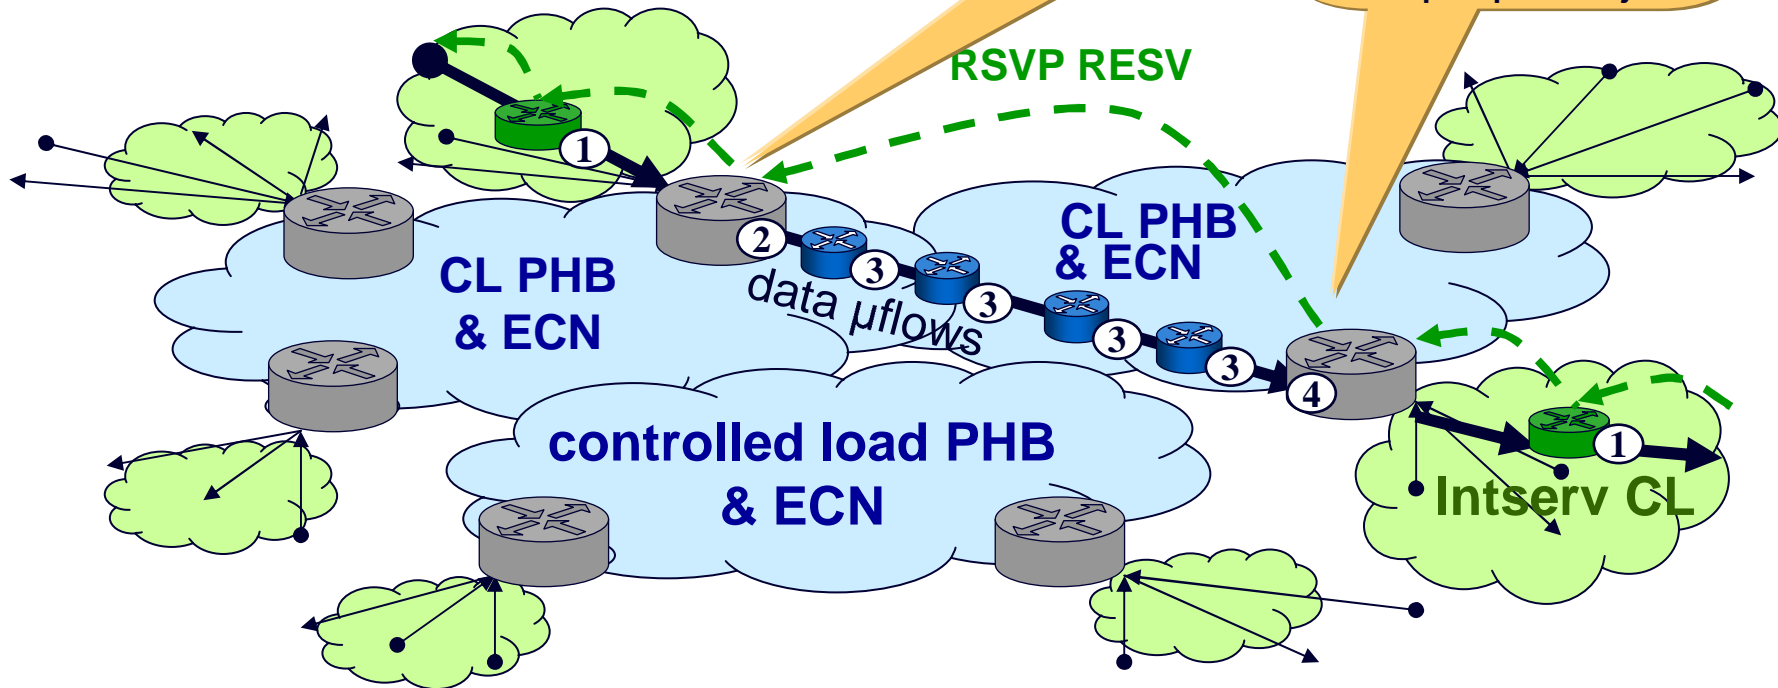 RSVP RESV
1
2
3
3
3
3
4
1
CL PHB
& ECN
CL PHB
& ECN
data µflows
controlled load PHB
& ECN
Intserv CL